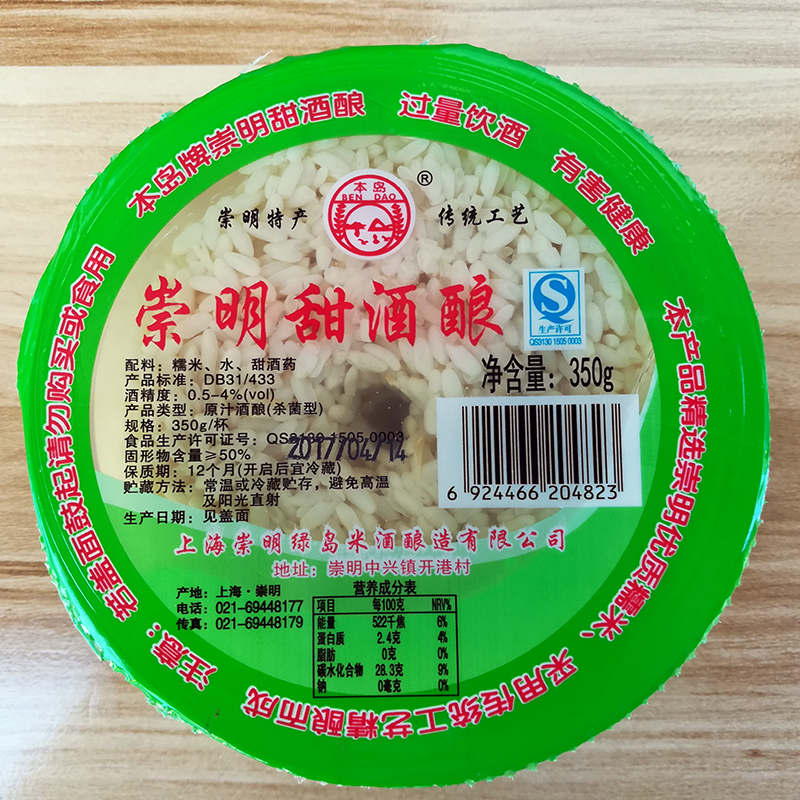 本岛牌崇明甜酒酿
过量饮酒
有害健康
本产品精选崇明优质糯米、
采用传统工艺精酿而成
注意：若盖面鼓起请勿购买或食用
本岛
BEN DAO
®
崇明特产
传统工艺
崇明甜酒酿
生产许可
QS3130 1505 0003
净含量：350g
配料：糯米、水、甜酒药
产品标准：DB31/433
酒精度：0.5-4%(vol)
产品类型：原汁酒酿(杀菌型)
规格：350g/杯
食品生产许可证号：QS3130 1505 0003
2017/04/14
固形物含量≥50%
保质期：12个月(开启后宜冷藏)
贮藏方法：常温或冷藏贮存，避免高温
及阳光直射
生产日期：见盖面
6 924466 204823
上海崇明绿岛米酒酿造有限公司
地址：崇明中兴镇开港村
产地：上海·崇明
电话：021-69448177
传真：021-69448179
营养成分表
项目 每100克 NRV%
能量 522千焦 6%
蛋白质 2.4克 4%
脂肪 0克 0%
碳水化合物 28.3克 9%
钠 0毫克 0%